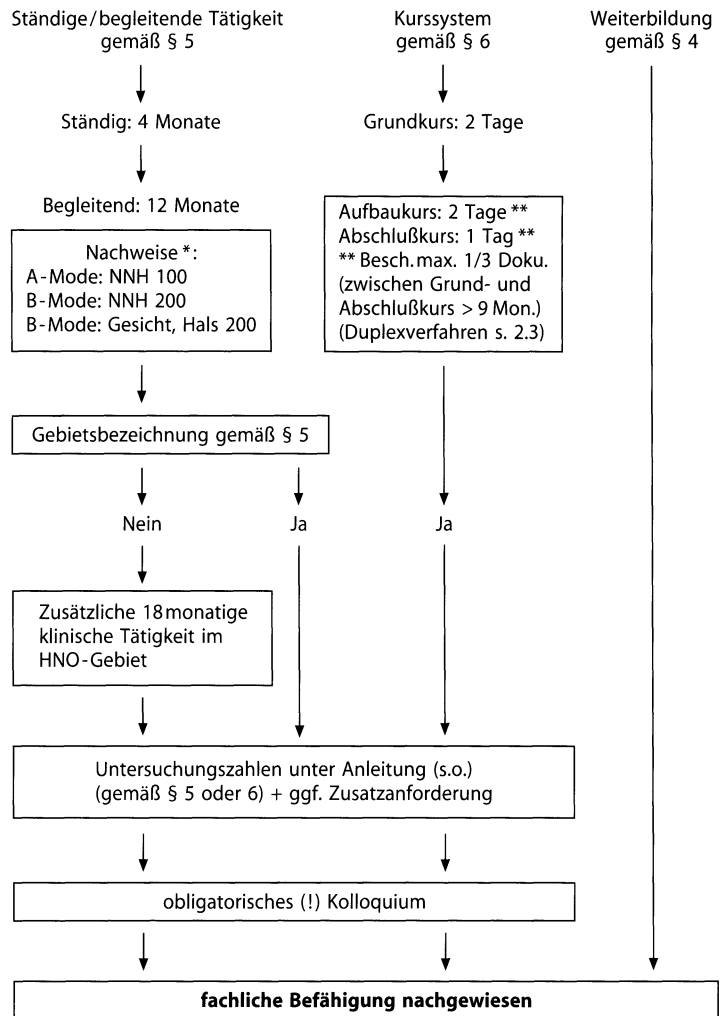 Ständige/begleitende Tätigkeit
gemäß § 5
Kurssystem
gemäß § 6
Weiterbildung
gemäß § 4
Ständig: 4 Monate
Grundkurs: 2 Tage
Begleitend: 12 Monate
Nachweise *:
A-Mode: NNH 100
B-Mode: NNH 200
B-Mode: Gesicht, Hals 200
Aufbaukurs: 2 Tage **
Abschlußkurs: 1 Tag **
** Besch. max. 1/3 Doku.
(zwischen Grund- und
Abschlußkurs > 9 Mon.)
(Duplexverfahren s. 2.3)
Gebietsbezeichnung gemäß § 5
Nein
Ja
Ja
Zusätzliche 18monatige
klinische Tätigkeit im
HNO-Gebiet
Untersuchungszahlen unter Anleitung (s.o.)
(gemäß § 5 oder 6) + ggf. Zusatzanforderung
obligatorisches (!) Kolloquium
fachliche Befähigung nachgewiesen